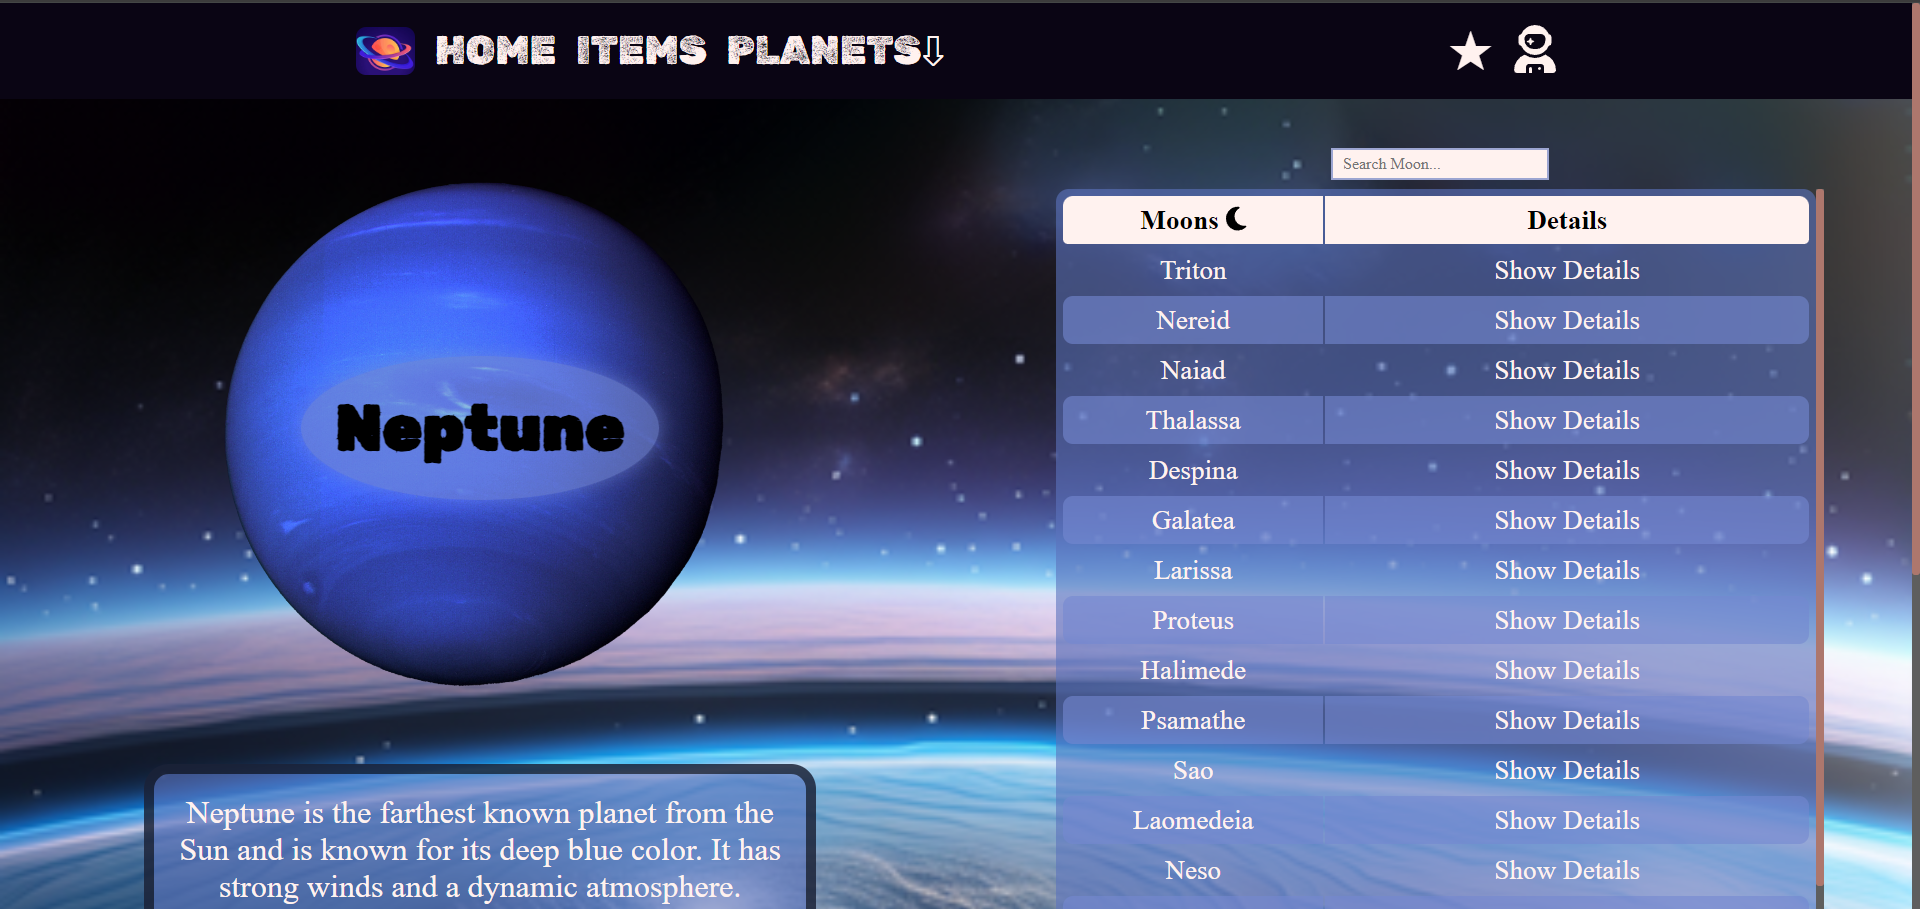 HOME ITEMS PLANETS⇩
Search Moon...
Neptune
Neptune is the farthest known planet from the
Sun and is known for its deep blue color. It has
strong winds and a dynamic atmosphere.
Moons Details
Triton Show Details
Nereid Show Details
Naiad Show Details
Thalassa Show Details
Despina Show Details
Galatea Show Details
Larissa Show Details
Proteus Show Details
Halimede Show Details
Psamathe Show Details
Sao Show Details
Laomedeia Show Details
Neso Show Details